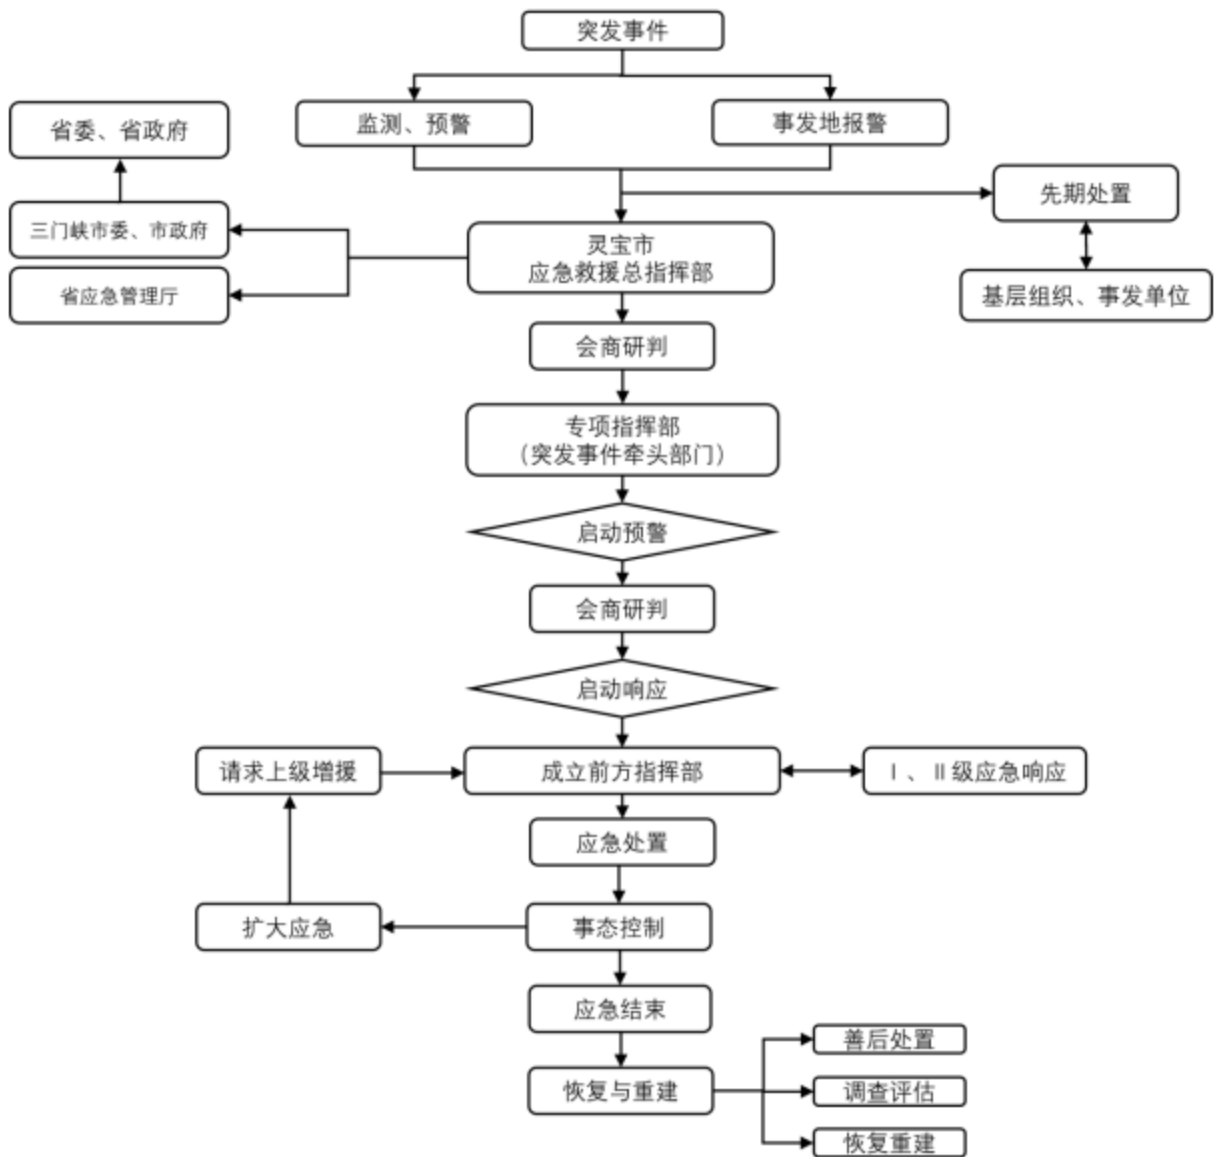 突发事件
监测、预警
事发地报警
省委、省政府
先期处置
三门峡市委、市政府
灵宝市
应急救援总指挥部
省应急管理厅
基层组织、事发单位
会商研判
专项指挥部
（突发事件牵头部门）
启动预警
会商研判
启动响应
请求上级增援
成立前方指挥部
Ⅰ、Ⅱ级应急响应
应急处置
扩大应急
事态控制
应急结束
善后处置
恢复与重建
调查评估
恢复重建